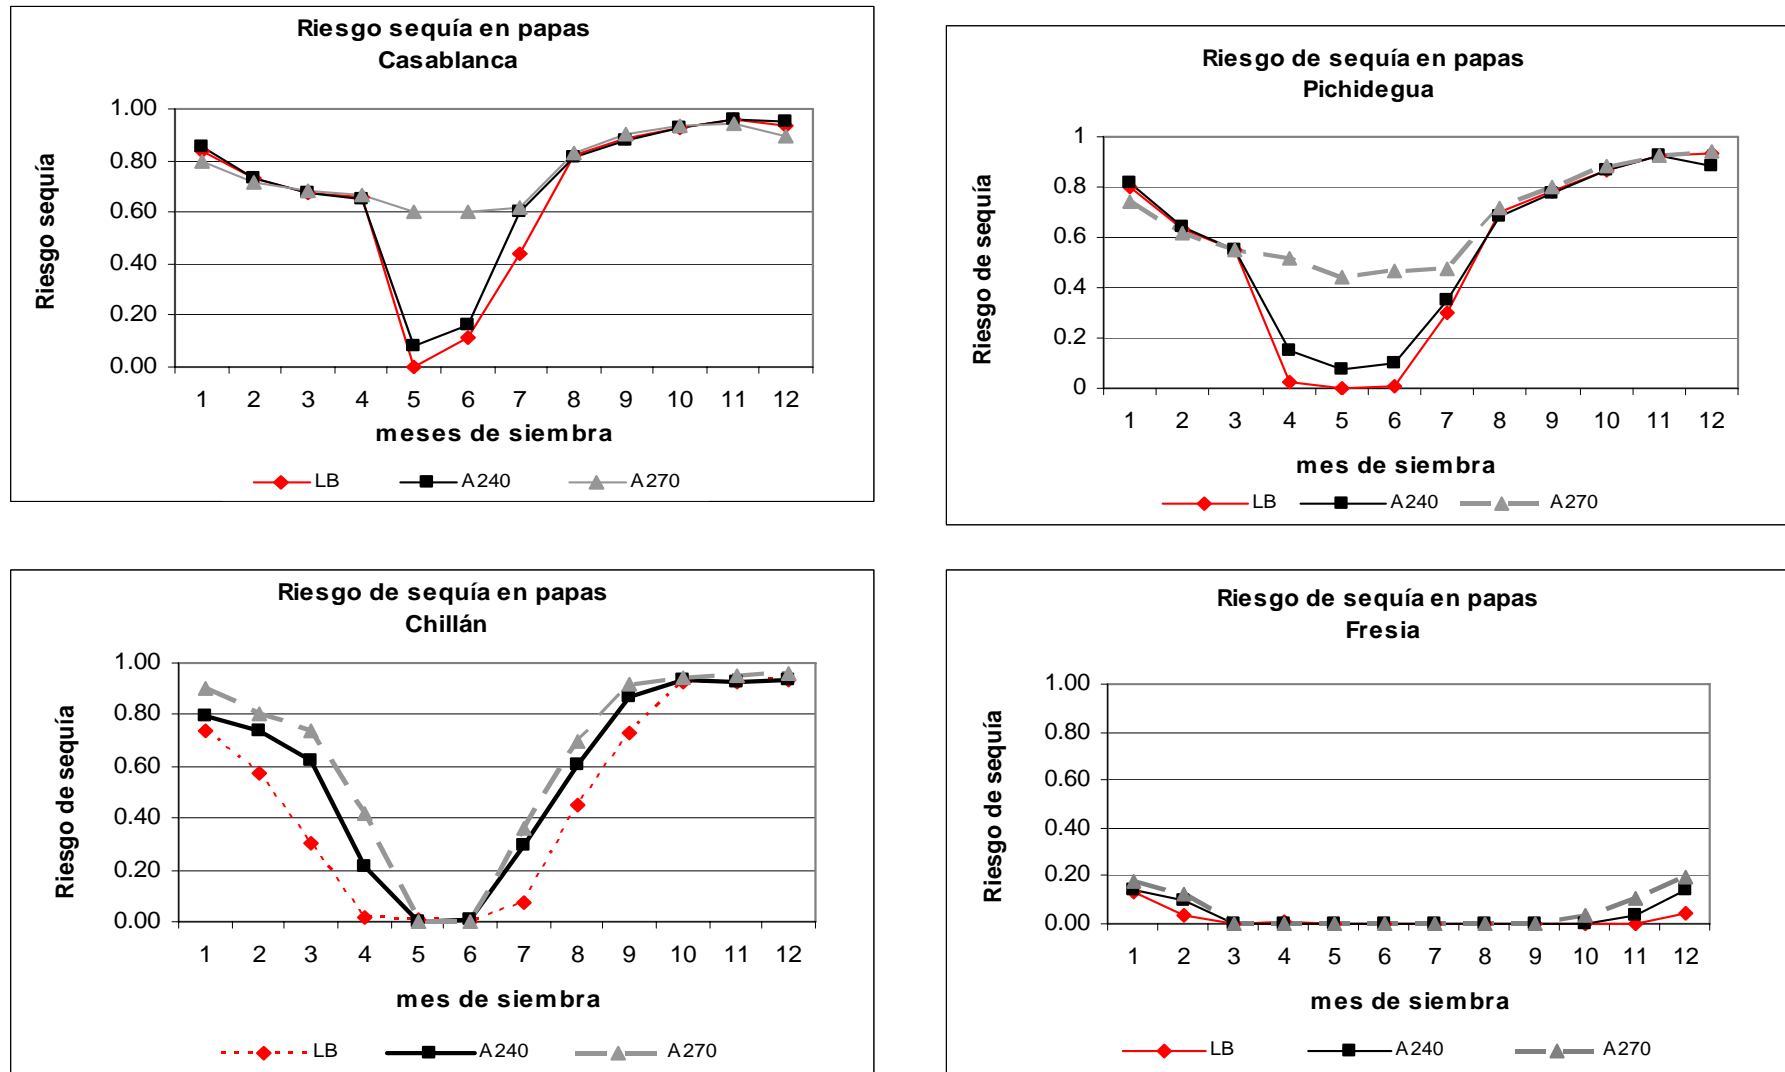 Riesgo sequía en papas
Casablanca
Riesgo sequía
1.00
0.80
0.60
0.40
0.20
0.00
1 2 3 4 5 6 7 8 9 10 11 12
meses de siembra
LB A240 A270
Riesgo de sequía en papas
Pichidegua
Riesgo de sequía
1
0.8
0.6
0.4
0.2
0
1 2 3 4 5 6 7 8 9 10 11 12
mes de siembra
LB A240 A270
Riesgo de sequía en papas
Chillán
Riesgo de sequía
1.00
0.80
0.60
0.40
0.20
0.00
1 2 3 4 5 6 7 8 9 10 11 12
mes de siembra
LB A240 A270
Riesgo de sequía en papas
Fresia
Riesgo de sequía
1.00
0.80
0.60
0.40
0.20
0.00
1 2 3 4 5 6 7 8 9 10 11 12
mes de siembra
LB A240 A270